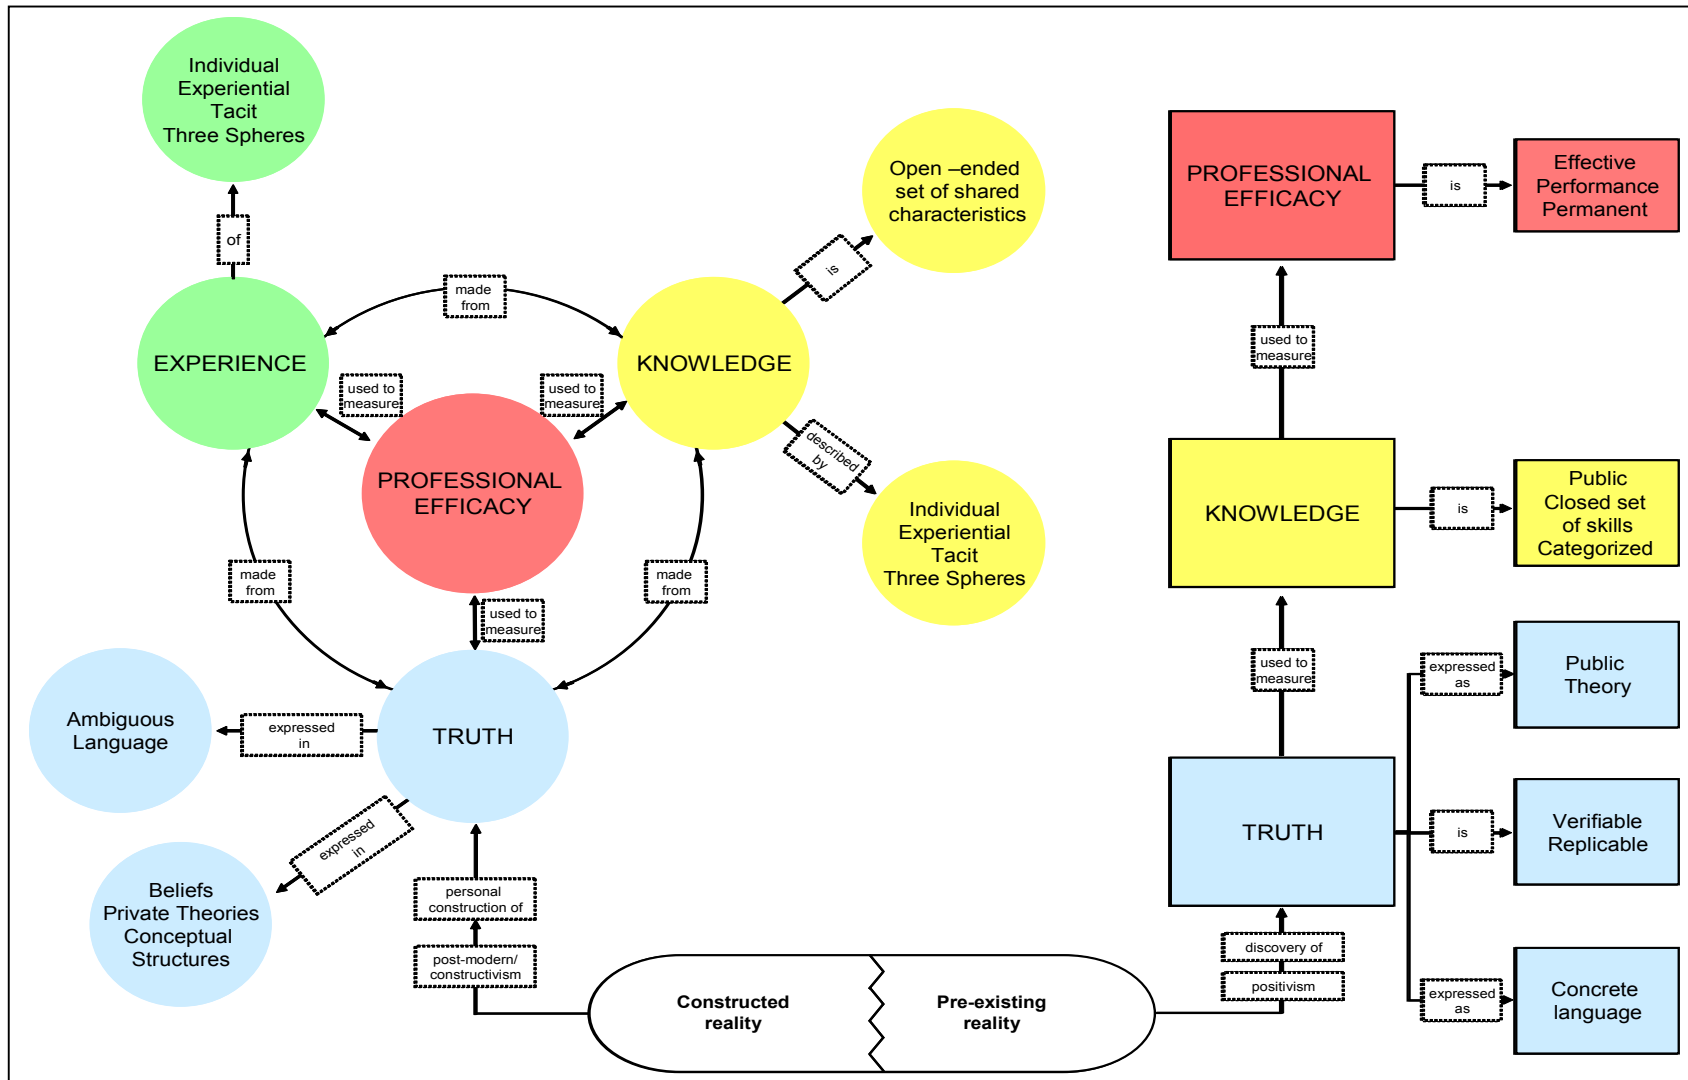 Individual
Experiential
Tacit
Three Spheres
of
EXPERIENCE
made
from
KNOWLEDGE
Open –ended
set of shared
characteristics
is
described
by
Individual
Experiential
Tacit
Three Spheres
used to
measure
used to
measure
PROFESSIONAL
EFFICACY
made
from
made
from
used to
measure
TRUTH
expressed
in
Ambiguous
Language
expressed
in
Beliefs
Private Theories
Conceptual
Structures
personal
construction of
post-modern/
constructivism
Constructed
reality
Pre-existing
reality
PROFESSIONAL
EFFICACY
is
Effective
Performance
Permanent
used to
measure
KNOWLEDGE
is
Public
Closed set
of skills
Categorized
used to
measure
TRUTH
expressed
as
Public
Theory
is
Verifiable
Replicable
expressed
as
Concrete
language
discovery of
positivism